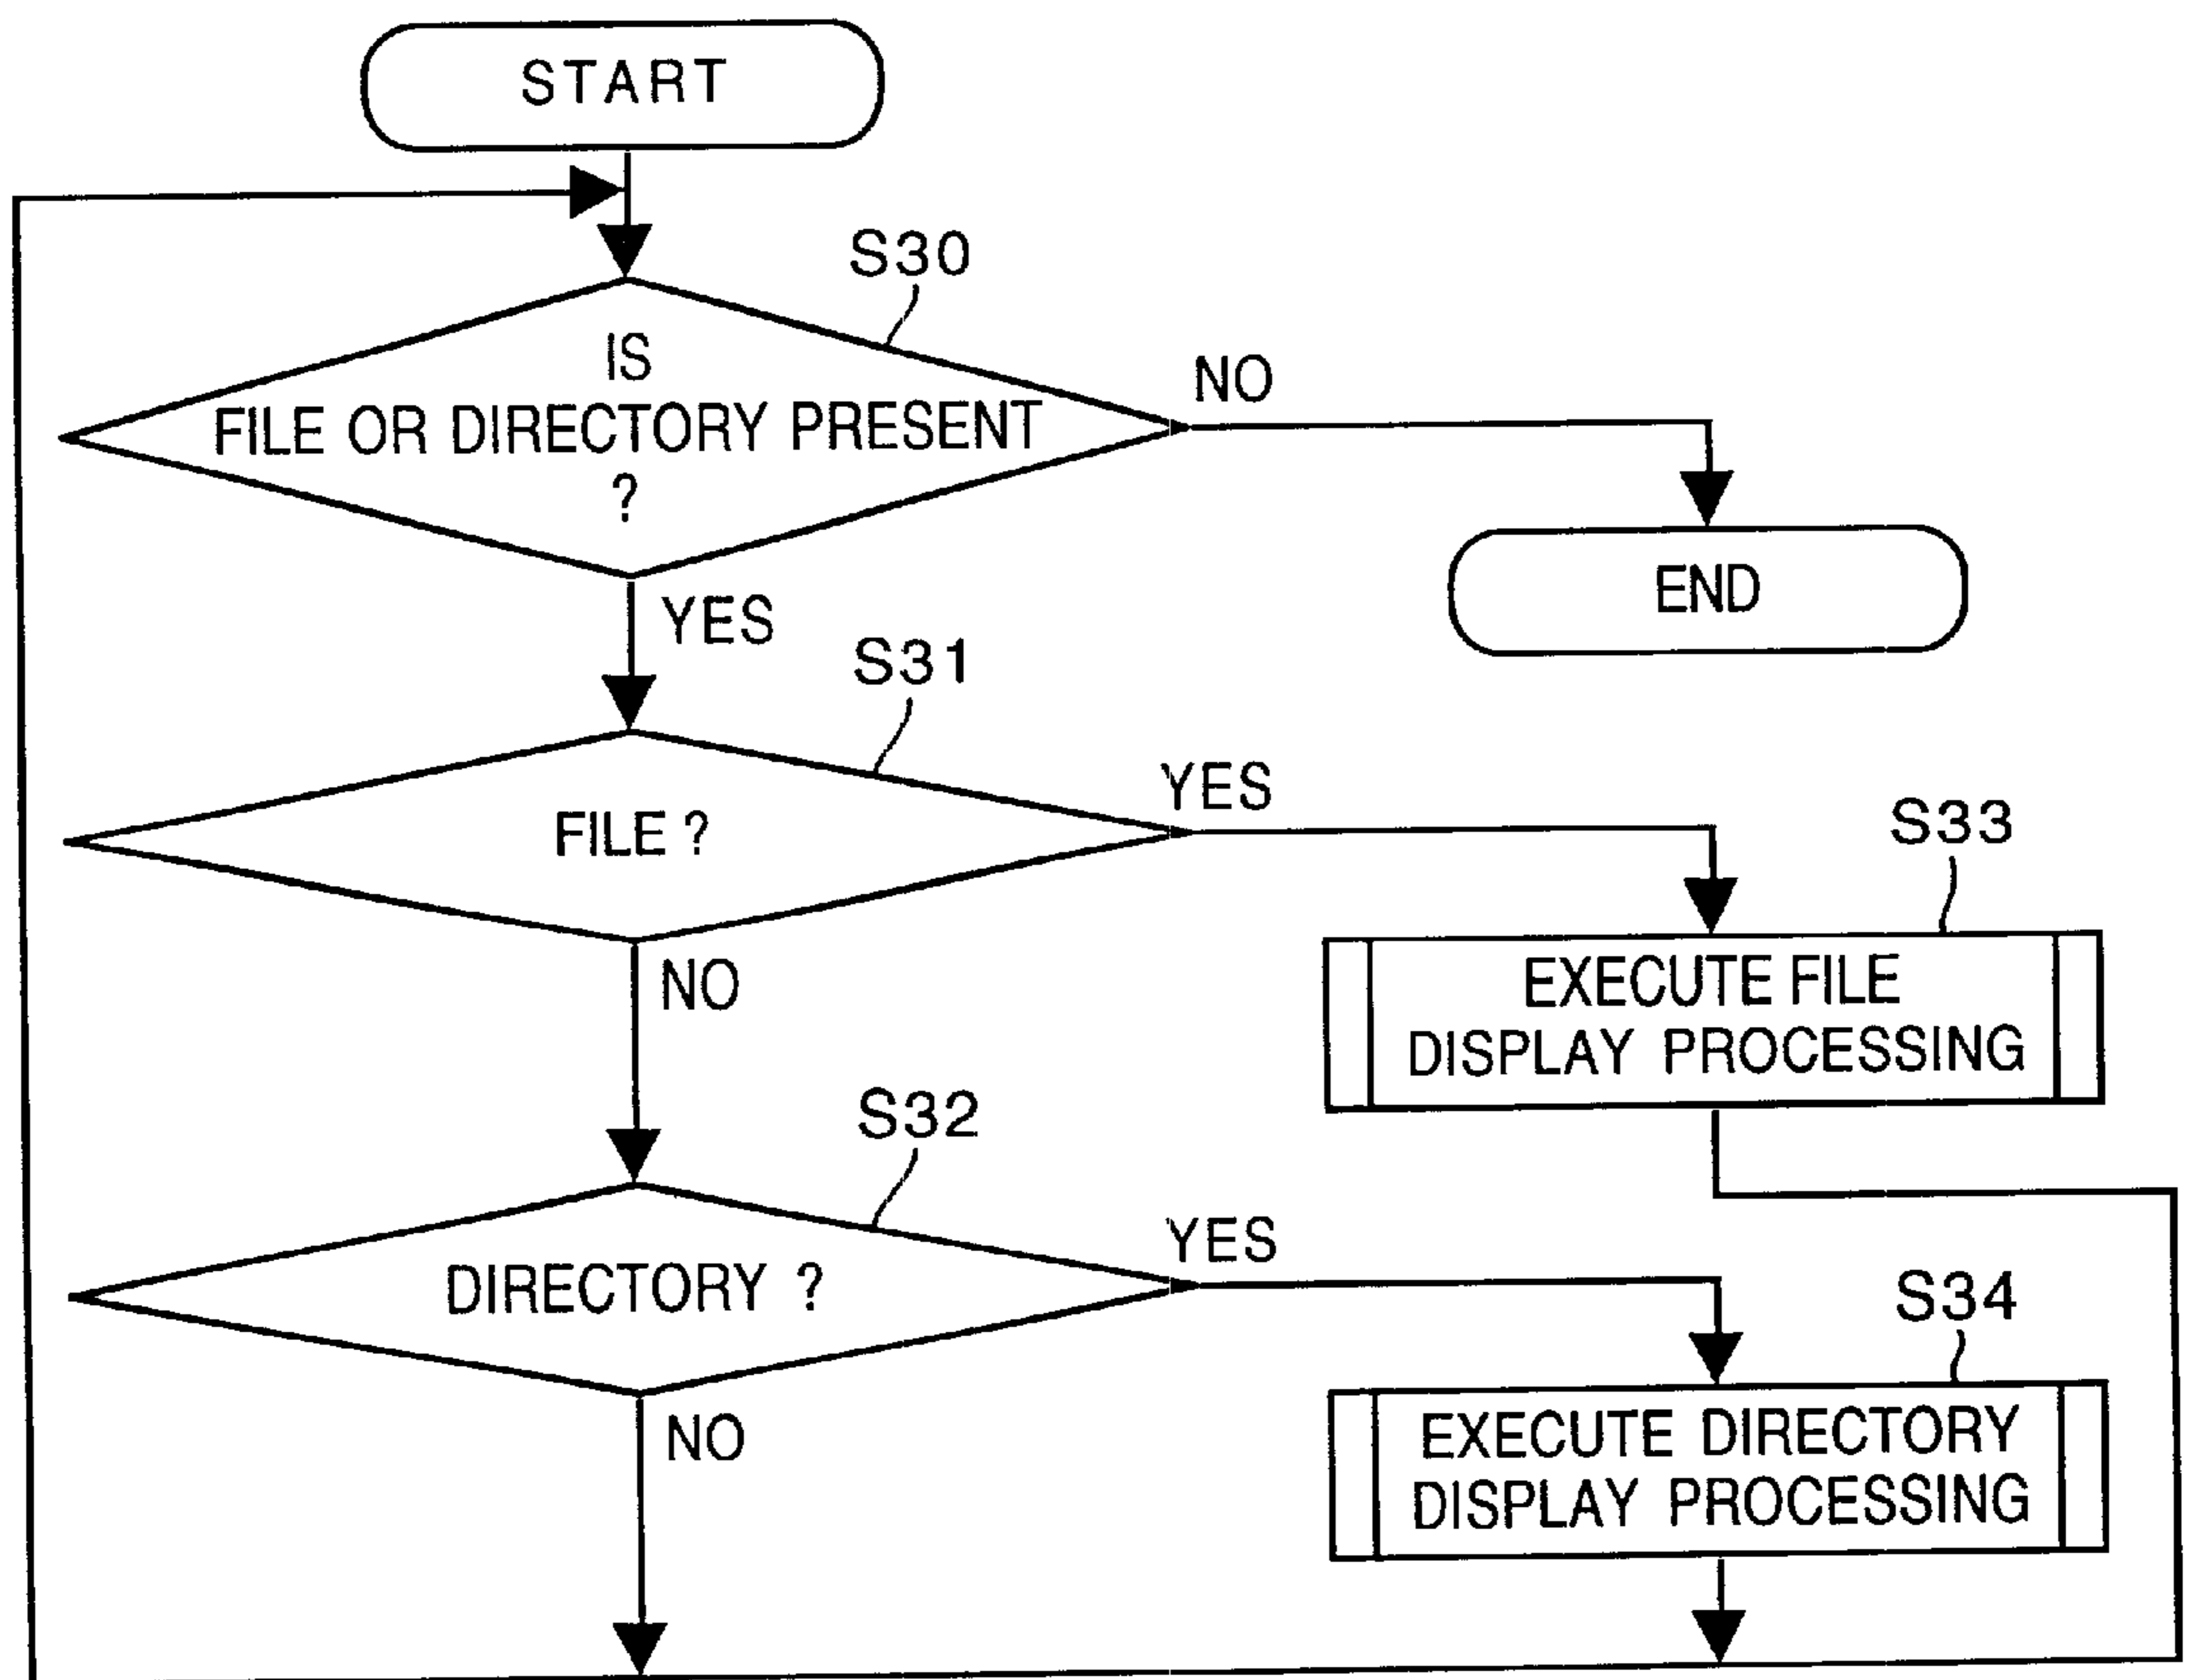 START
S30
IS
FILE OR DIRECTORY PRESENT
?
NO
END
YES
S31
FILE ?
YES
S33
EXECUTE FILE
DISPLAY PROCESSING
NO
S32
DIRECTORY ?
YES
S34
EXECUTE DIRECTORY
DISPLAY PROCESSING
NO